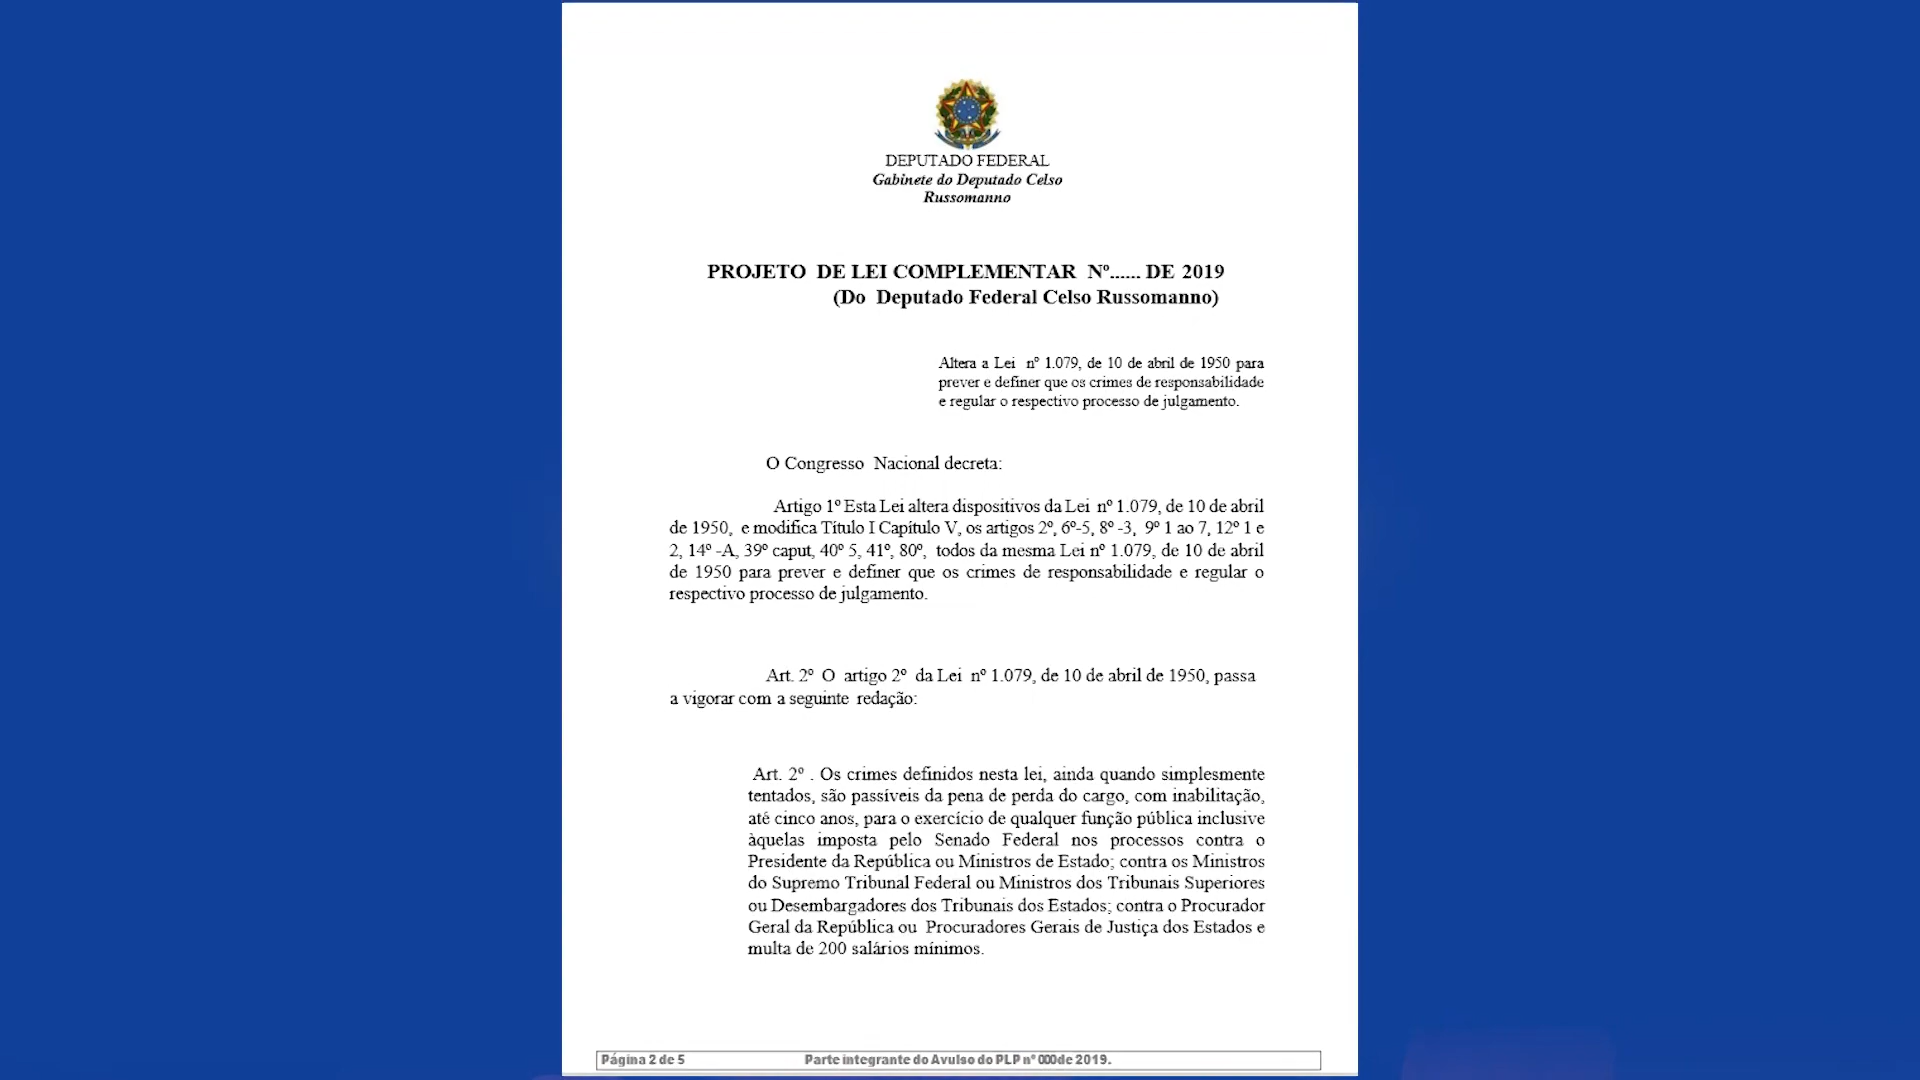 DEPUTADO FEDERAL
Gabinete do Deputado Celso
Russomanno
PROJETO DE LEI COMPLEMENTAR Nº...... DE 2019
(Do Deputado Federal Celso Russomanno)
Altera a Lei nº 1.079, de 10 de abril de 1950 para
prever e definer que os crimes de responsabilidade
e regular o respectivo processo de julgamento.
O Congresso Nacional decreta:
Artigo 1º Esta Lei altera dispositivos da Lei nº 1.079, de 10 de abril
de 1950, e modifica Título I Capítulo V, os artigos 2º, 6º-5, 8º -3, 9º 1 ao 7, 12º 1 e
2, 14º -A, 39º caput, 40º 5, 41º, 80º, todos da mesma Lei nº 1.079, de 10 de abril
de 1950 para prever e definer que os crimes de responsabilidade e regular o
respectivo processo de julgamento.
Art. 2º O artigo 2º da Lei nº 1.079, de 10 de abril de 1950, passa
a vigorar com a seguinte redação:
Art. 2º . Os crimes definidos nesta lei, ainda quando simplesmente
tentados, são passíveis da pena de perda do cargo, com inabilitação,
até cinco anos, para o exercício de qualquer função pública inclusive
àquelas imposta pelo Senado Federal nos processos contra o
Presidente da República ou Ministros de Estado; contra os Ministros
do Supremo Tribunal Federal ou Ministros dos Tribunais Superiores
ou Desembargadores dos Tribunais dos Estados; contra o Procurador
Geral da República ou Procuradores Gerais de Justiça dos Estados e
multa de 200 salários mínimos.
Página 2 de 5 Parte integrante do Avulso do PLP nº 000de 2019.